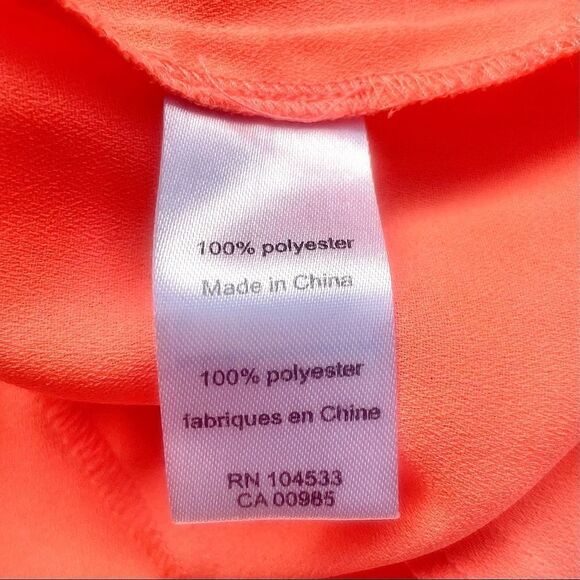 100% polyester
Made in China
100% polyester
fabriques en Chine
RN 104533
CA 00985